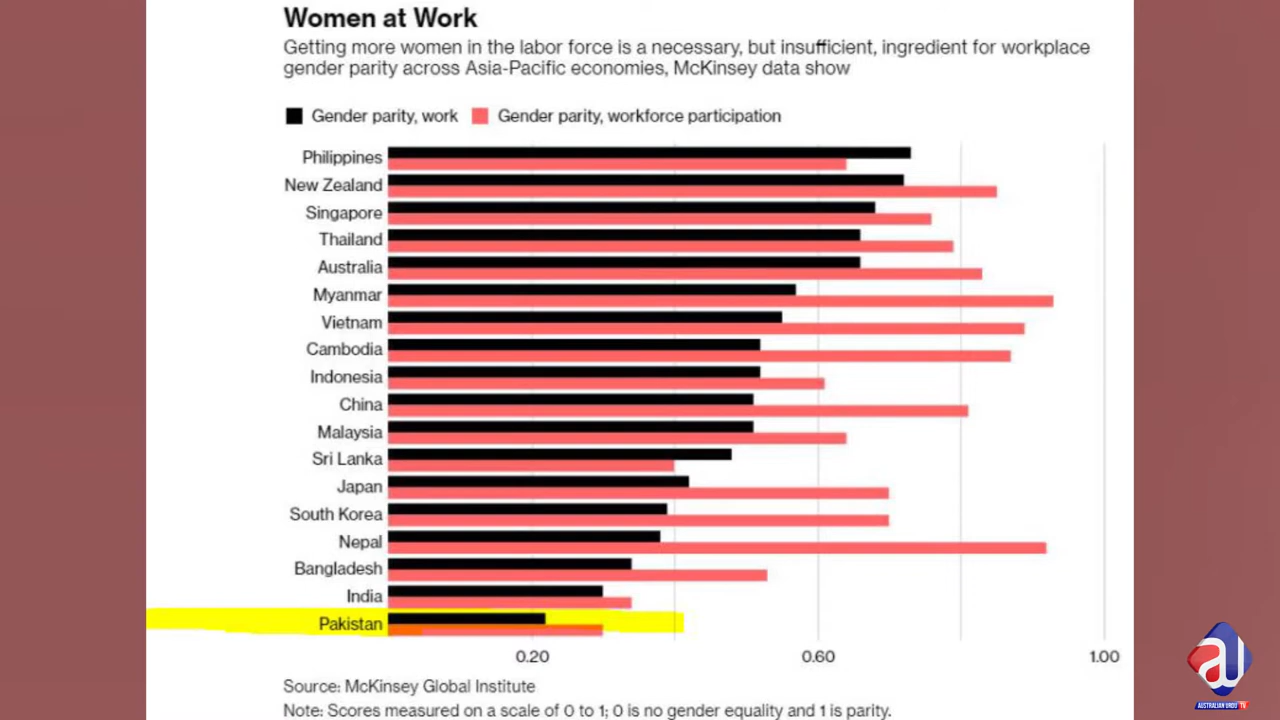 Women at Work
Getting more women in the labor force is a necessary, but insufficient, ingredient for workplace
gender parity across Asia-Pacific economies, McKinsey data show
Gender parity, work
Gender parity, workforce participation
Philippines
New Zealand
Singapore
Thailand
Australia
Myanmar
Vietnam
Cambodia
Indonesia
China
Malaysia
Sri Lanka
Japan
South Korea
Nepal
Bangladesh
India
Pakistan
0.20 0.60 1.00
Source: McKinsey Global Institute
Note: Scores measured on a scale of 0 to 1; 0 is no gender equality and 1 is parity.
AUSTRALIAN URDU TV